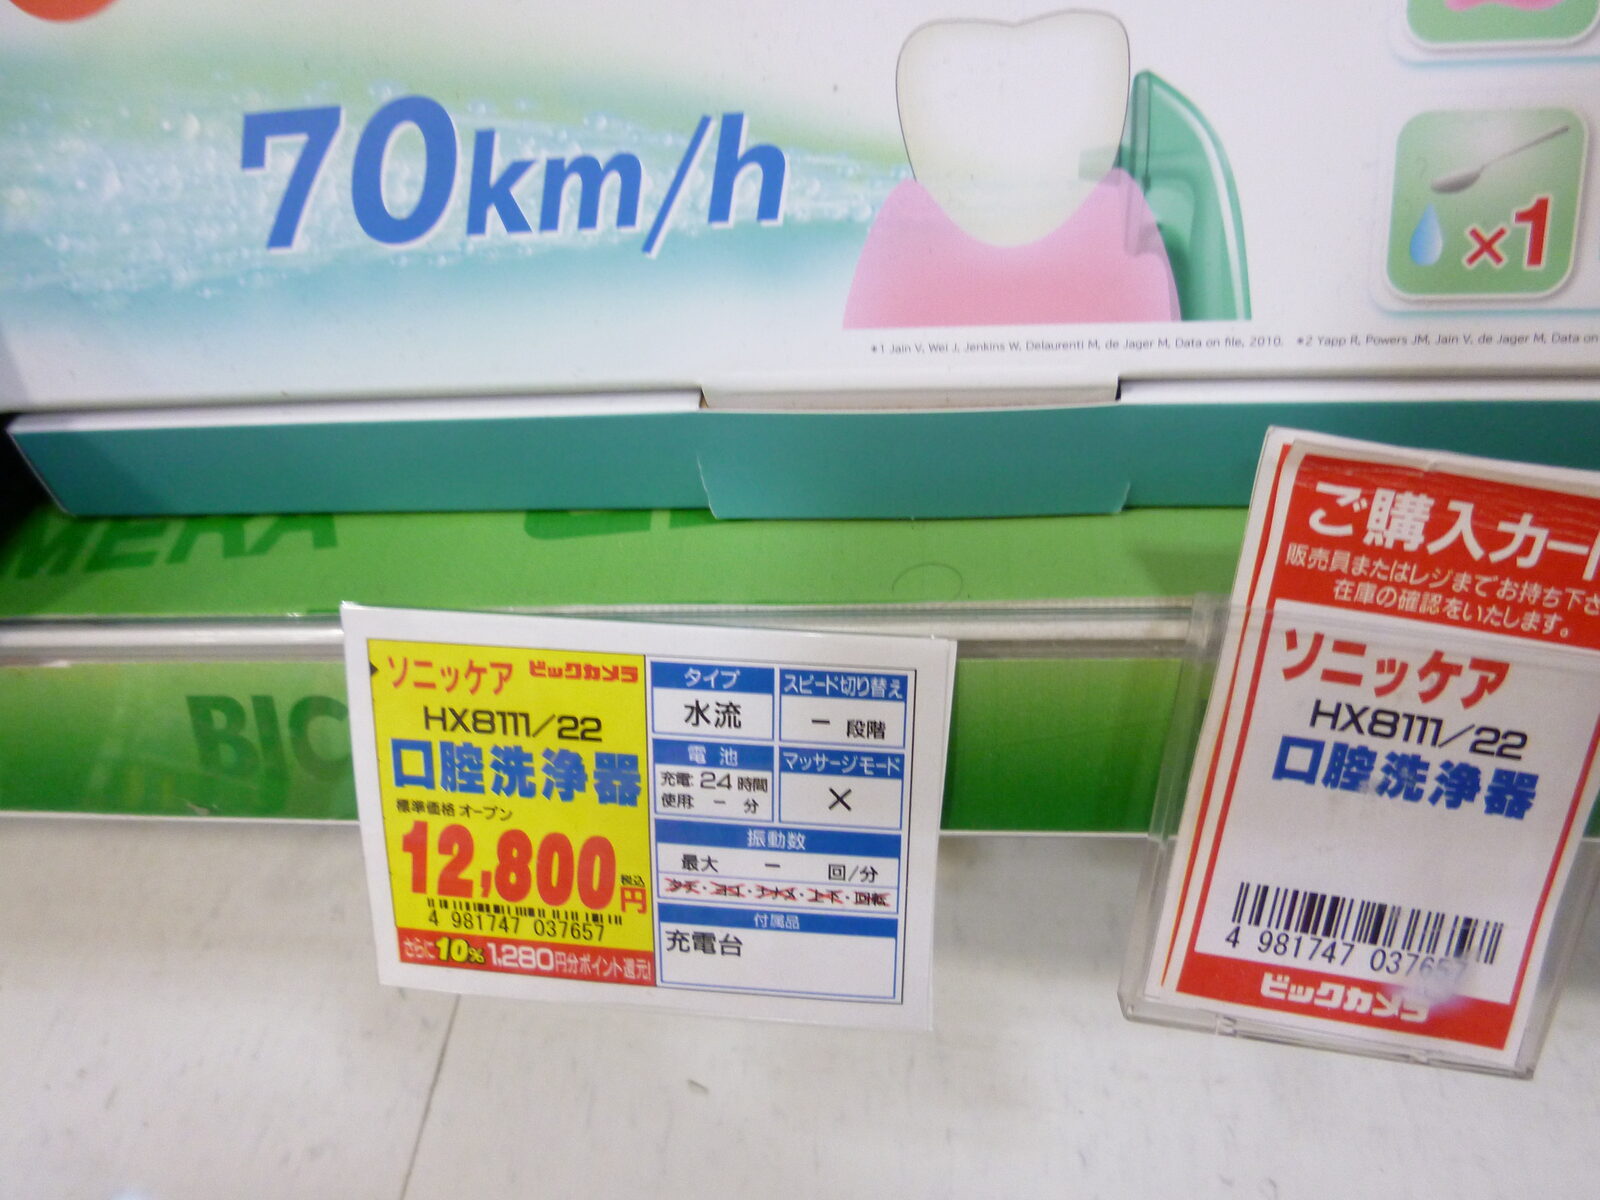 70km/h
×1
*1 Jain V, Wei J, Jenkins W, Delaurenti M, de Jager M, Data on file, 2010. *2 Yapp R, Powers JM, Jain V, de Jager M, Data on
MERA
BIC
ソニッケア ビックカメラ
HX8111/22
口腔洗浄器
標準価格 オープン
12,800税込円
4 981747 037657
さらに10% 1,280円分ポイント還元!
タイプ
水流
スピード切り替え
ー 段階
電池
充電: 24 時間
使用: ー 分
マッサージモード
×
振動数
最大 ー 回/分
付属品
充電台
ご購入カー
販売員またはレジまでお持ち下さ
在庫の確認をいたします。
ソニッケア
HX8111/22
口腔洗浄器
4 981747 037657
ビックカメラ